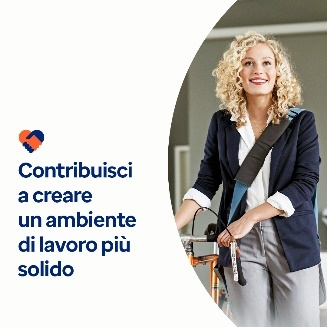 Contribuisci
a creare
un ambiente
di lavoro più
solido